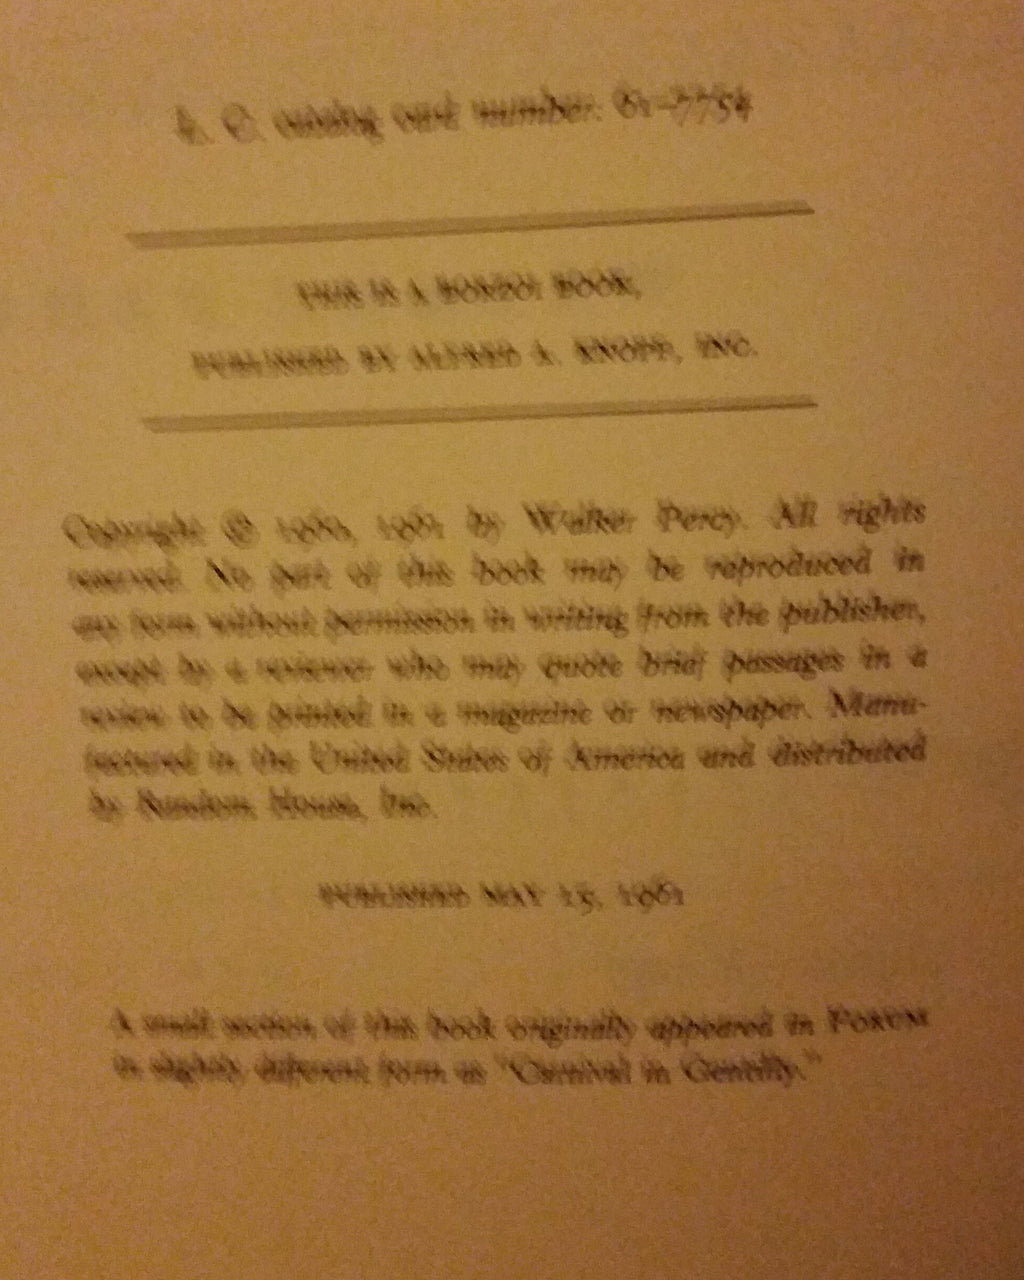 L. C. catalog card number: 61-7754
THIS IS A BORZOI BOOK,
PUBLISHED BY ALFRED A. KNOPF, INC.
Copyright © 1960, 1961 by Walker Percy. All rights
reserved. No part of this book may be reproduced in
any form without permission in writing from the publisher,
except by a reviewer who may quote brief passages in a
review to be printed in a magazine or newspaper. Manu-
factured in the United States of America and distributed
by Random House, Inc.
PUBLISHED MAY 15, 1961
A small section of this book originally appeared in FORUM
in slightly different form as "Carnival in Gentilly."